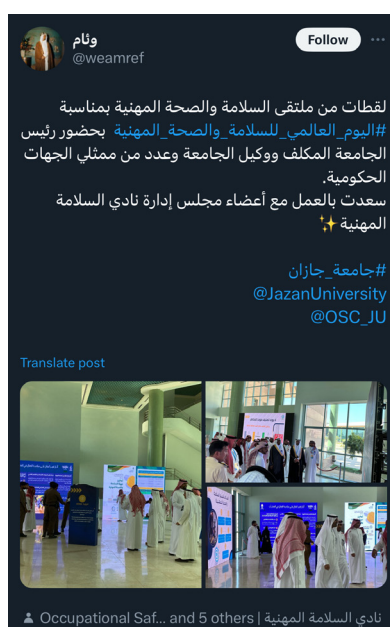 وئام
@weamref
Follow
لقطات من ملتقى السلامة والصحة المهنية بمناسبة
#اليوم_العالمي_للسلامة_والصحة_المهنية بحضور رئيس
الجامعة المكلف ووكيل الجامعة وعدد من ممثلي الجهات
الحكومية.
سعدت بالعمل مع أعضاء مجلس إدارة نادي السلامة
المهنية ✨
#جامعة_جازان
@JazanUniversity
@OSC_JU
Translate post
نادي السلامة المهنية | Occupational Saf... and 5 others